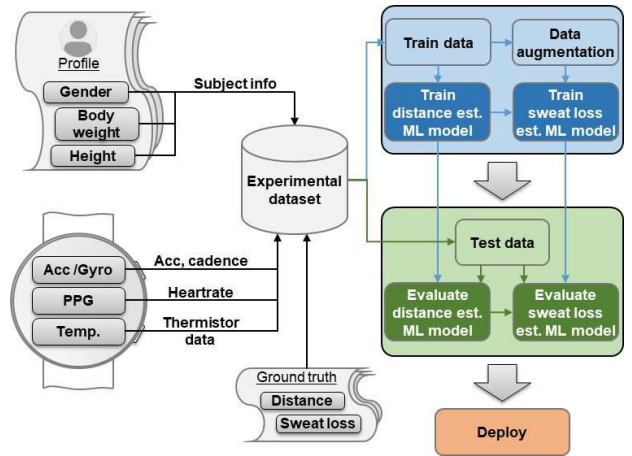 Profile
Gender
Body
weight
Height
Subject info
Experimental
dataset
Acc /Gyro
PPG
Temp.
Acc, cadence
Heartrate
Thermistor
data
Ground truth
Distance
Sweat loss
Train data
Data
augmentation
Train
distance est.
ML model
Train
sweat loss
est. ML model
Test data
Evaluate
distance est.
ML model
Evaluate
sweat loss
est. ML model
Deploy